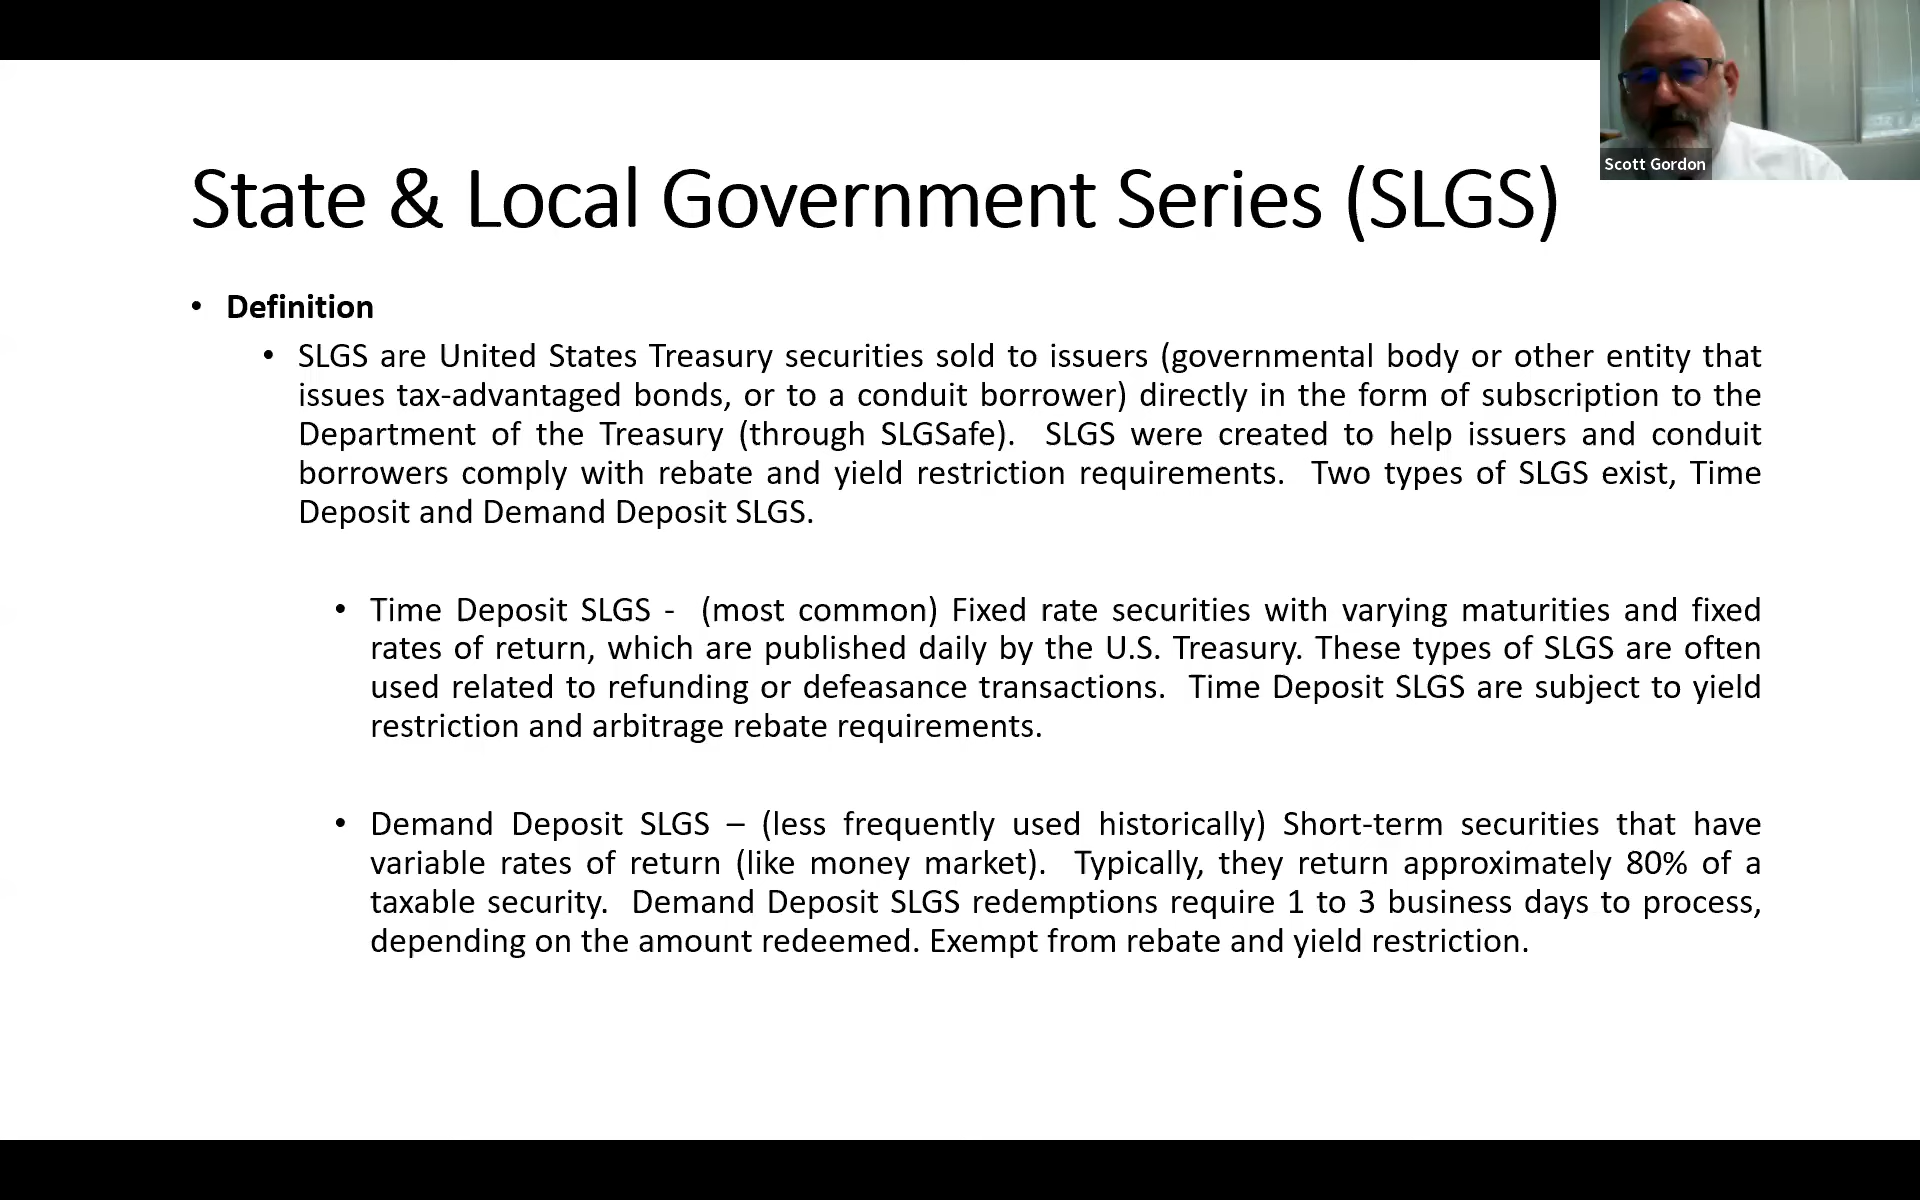 Scott Gordon
State & Local Government Series (SLGS)
• Definition
• SLGS are United States Treasury securities sold to issuers (governmental body or other entity that
issues tax-advantaged bonds, or to a conduit borrower) directly in the form of subscription to the
Department of the Treasury (through SLGSafe).  SLGS were created to help issuers and conduit
borrowers comply with rebate and yield restriction requirements.  Two types of SLGS exist, Time
Deposit and Demand Deposit SLGS.
• Time Deposit SLGS -  (most common) Fixed rate securities with varying maturities and fixed
rates of return, which are published daily by the U.S. Treasury. These types of SLGS are often
used related to refunding or defeasance transactions.  Time Deposit SLGS are subject to yield
restriction and arbitrage rebate requirements.
• Demand Deposit SLGS – (less frequently used historically) Short-term securities that have
variable rates of return (like money market).  Typically, they return approximately 80% of a
taxable security.  Demand Deposit SLGS redemptions require 1 to 3 business days to process,
depending on the amount redeemed. Exempt from rebate and yield restriction.